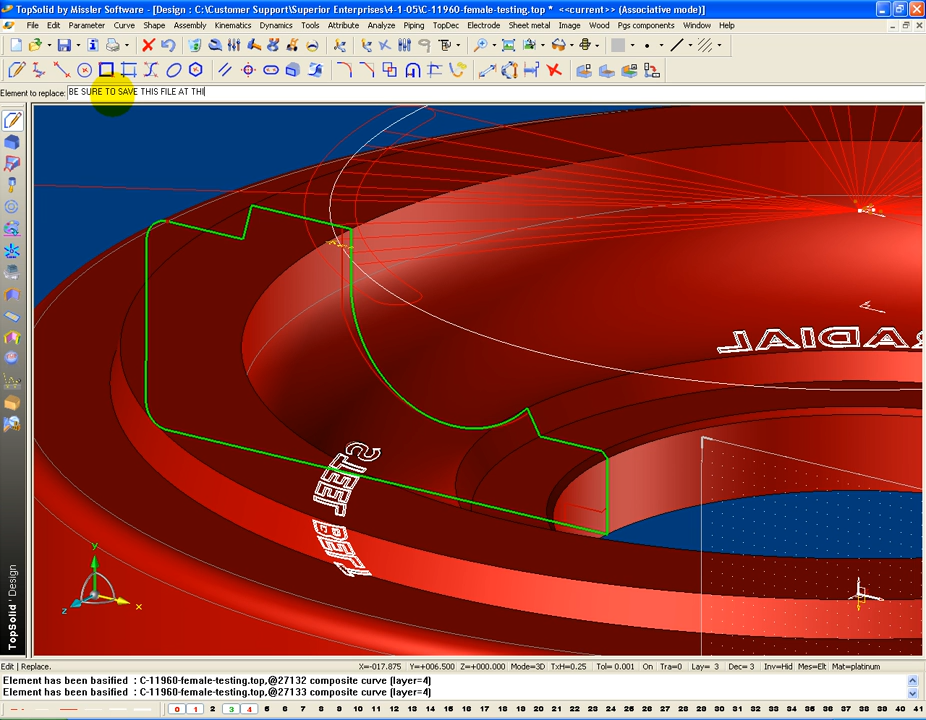 TopSolid by Missler Software - [Design : C:\Customer Support\Superior Enterprises\4-1-05\C-11960-female-testing.top * <<current>> (Associative mode)]
File Edit Parameter Curve Shape Assembly Kinematics Drawing Dynamics Tools Attribute Analyze Piping TopDec Electrode Sheet metal Image Wood Pgs components Window Help
Element to replace: BE SURE TO SAVE THIS FILE AT THI
RADIAL
STEEL BELT
y
z
x
TopSolid'Design
Edit | Replace.
X=-017.875 Y=+006.500 Z=+000.000 Mode=3D TxH=0.25 Tol= 0.001 On Tra=0 Lay= 3 Dec= 3 Inv=Hid Mes=Elt Mat=platinum
Element has been basified : C-11960-female-testing.top,@27132 composite curve (layer=4)
Element has been basified : C-11960-female-testing.top,@27133 composite curve (layer=4)
0 1 2 3 4 5 6 7 8 9 10 11 12 13 14 15 16 17 18 19 20 21 22 23 24 25 26 27 28 29 30 31 32 33 34 35 36 37 38 39 40 41